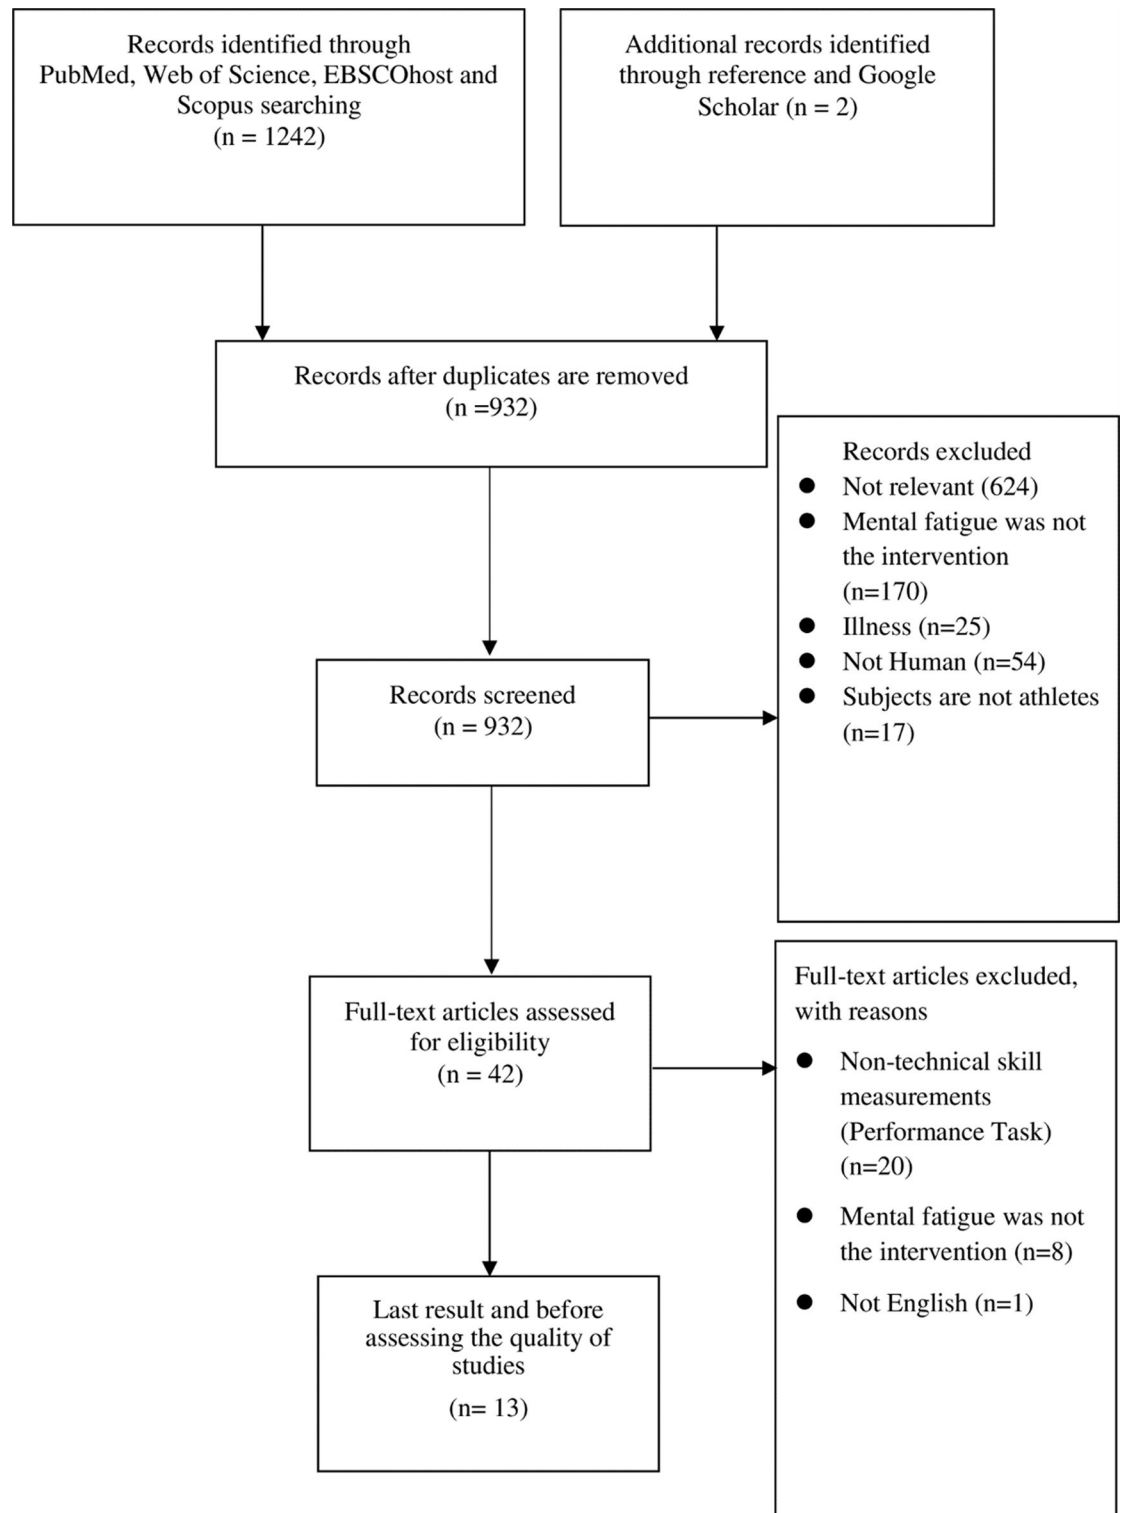 Records identified through
PubMed, Web of Science, EBSCOhost and
Scopus searching
(n = 1242)
Additional records identified
through reference and Google
Scholar (n = 2)
Records after duplicates are removed
(n =932)
Records excluded
● Not relevant (624)
● Mental fatigue was not
the intervention
(n=170)
● Illness (n=25)
● Not Human (n=54)
● Subjects are not athletes
(n=17)
Records screened
(n = 932)
Full-text articles assessed
for eligibility
(n = 42)
Full-text articles excluded,
with reasons
● Non-technical skill
measurements
(Performance Task)
(n=20)
● Mental fatigue was not
the intervention (n=8)
● Not English (n=1)
Last result and before
assessing the quality of
studies
(n= 13)